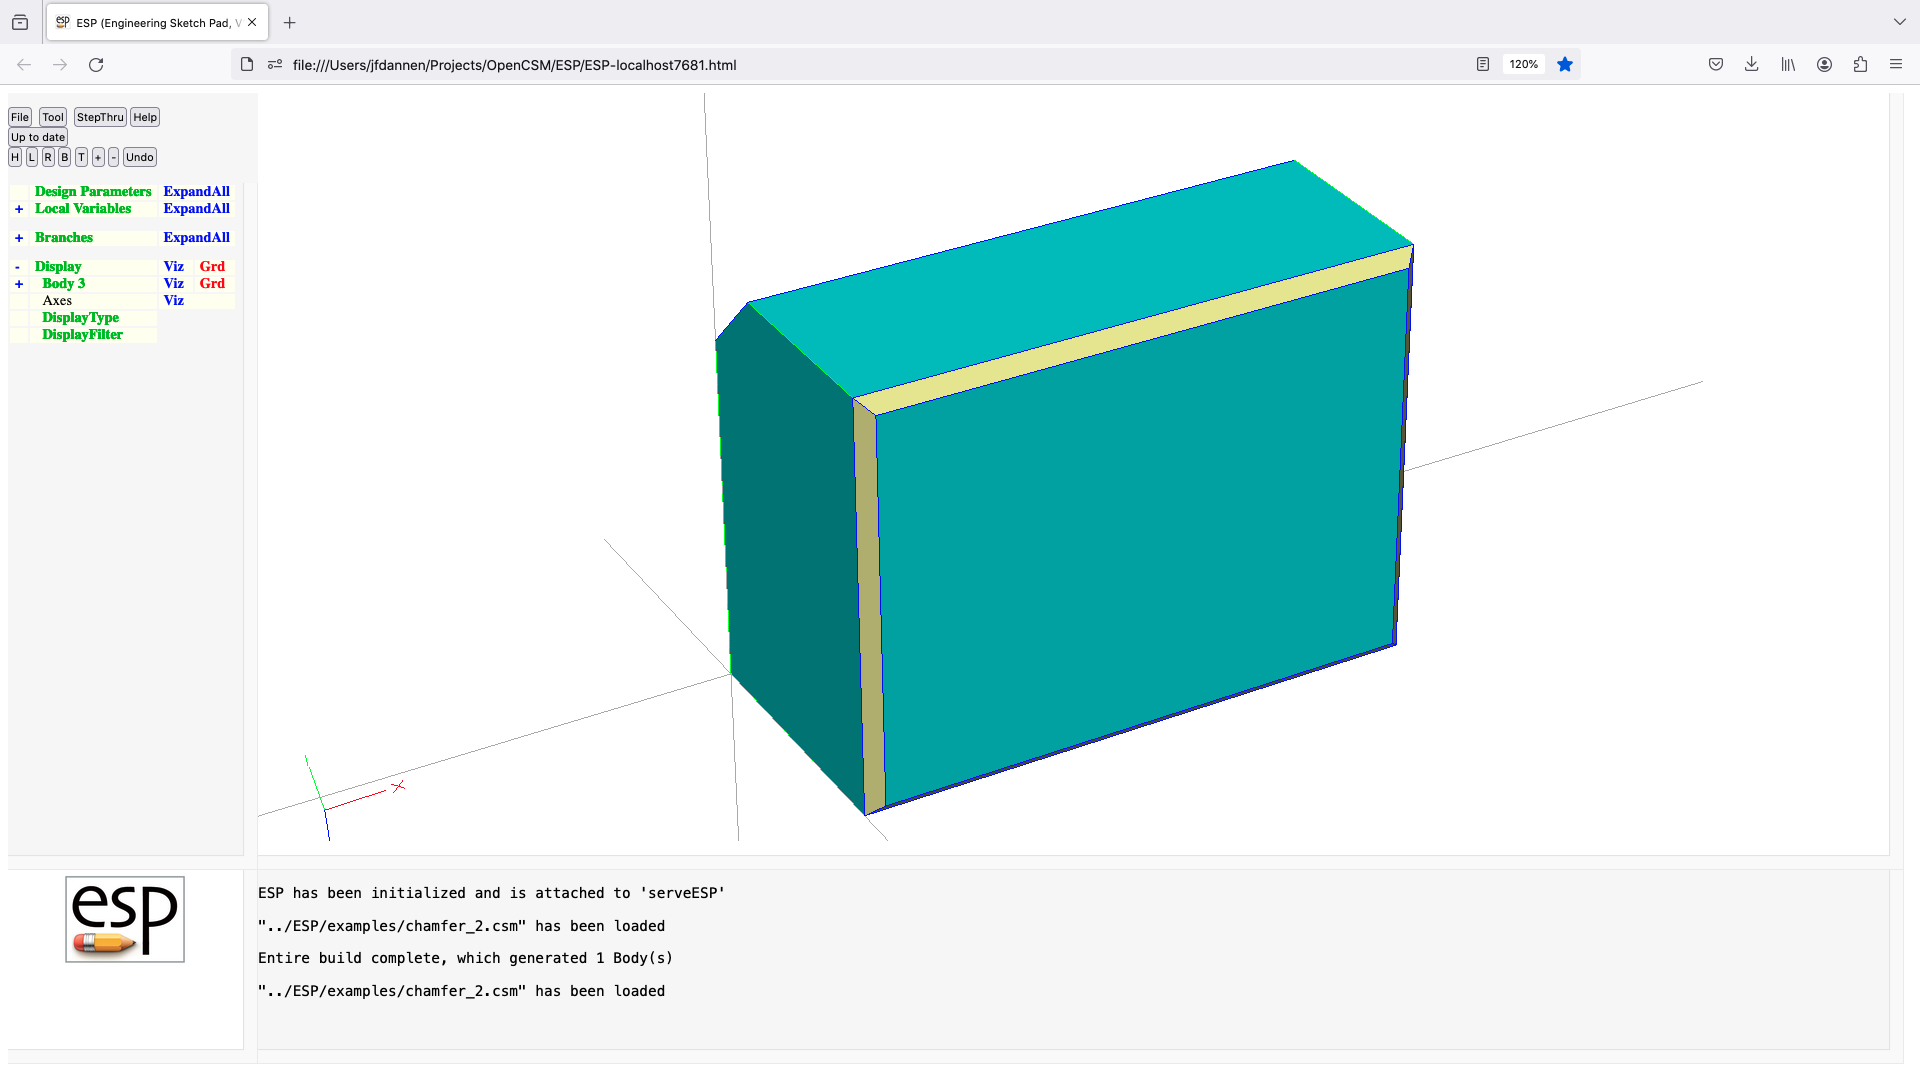 esp ESP (Engineering Sketch Pad, V
file:///Users/jfdannen/Projects/OpenCSM/ESP/ESP-localhost7681.html 120%
File Tool StepThru Help
Up to date
H L R B T + - Undo
Design Parameters ExpandAll
+ Local Variables ExpandAll
+ Branches ExpandAll
- Display Viz Grd
+ Body 3 Viz Grd
Axes Viz
DisplayType
DisplayFilter
X
esp
ESP has been initialized and is attached to 'serveESP'
"../ESP/examples/chamfer_2.csm" has been loaded
Entire build complete, which generated 1 Body(s)
"../ESP/examples/chamfer_2.csm" has been loaded